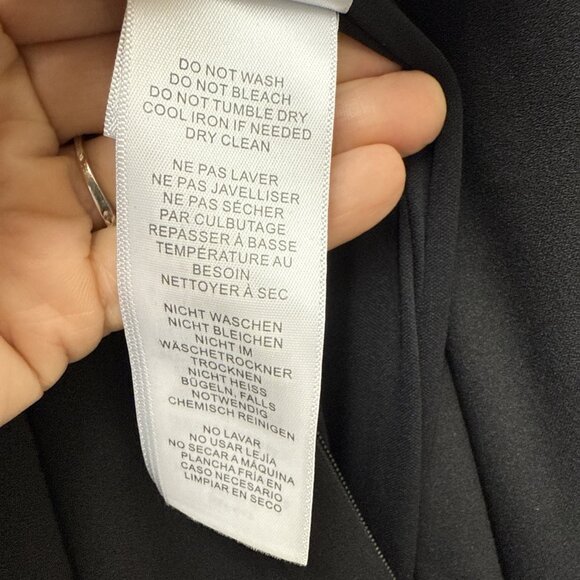 DO NOT WASH
DO NOT BLEACH
DO NOT TUMBLE DRY
COOL IRON IF NEEDED
DRY CLEAN
NE PAS LAVER
NE PAS JAVELLISER
NE PAS SÉCHER
PAR CULBUTAGE
REPASSER À BASSE
TEMPÉRATURE AU
BESOIN
NETTOYER À SEC
NICHT WASCHEN
NICHT BLEICHEN
NICHT IM
WÄSCHETROCKNER
TROCKNEN
NICHT HEISS
BÜGELN, FALLS
NOTWENDIG
CHEMISCH REINIGEN
NO LAVAR
NO USAR LEJÍA
NO SECAR A MÁQUINA
PLANCHA FRÍA EN
CASO NECESARIO
LIMPIAR EN SECO